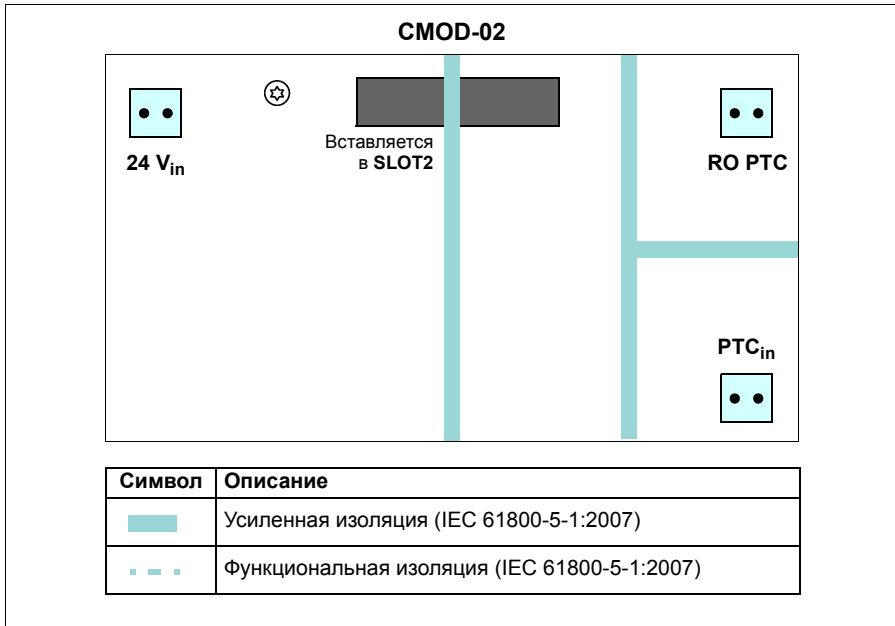 CMOD-02
Вставляется
в SLOT2
24 Vin
RO PTC
PTCin
Символ Описание
Усиленная изоляция (IEC 61800-5-1:2007)
Функциональная изоляция (IEC 61800-5-1:2007)